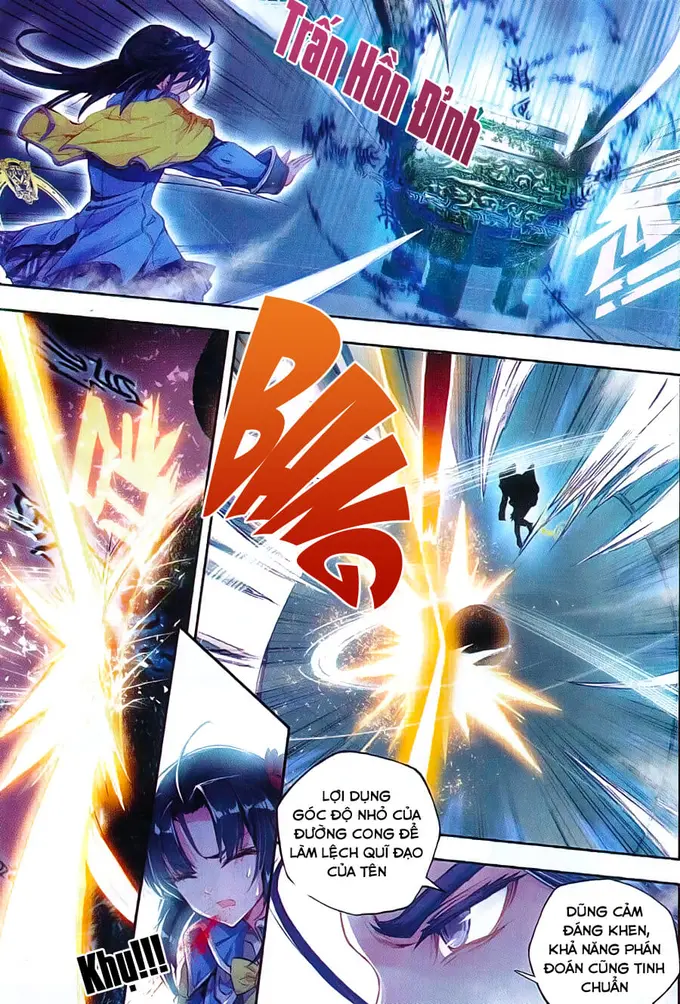 Trấn Hồn Đỉnh
BANG
LỢI DỤNG
GÓC ĐỘ NHỎ CỦA
ĐƯỜNG CONG ĐỂ
LÀM LỆCH QUĨ ĐẠO
CỦA TÊN
DŨNG CẢM
ĐÁNG KHEN,
KHẢ NĂNG PHÁN
ĐOÁN CŨNG TINH
CHUẨN
Khụ!!!